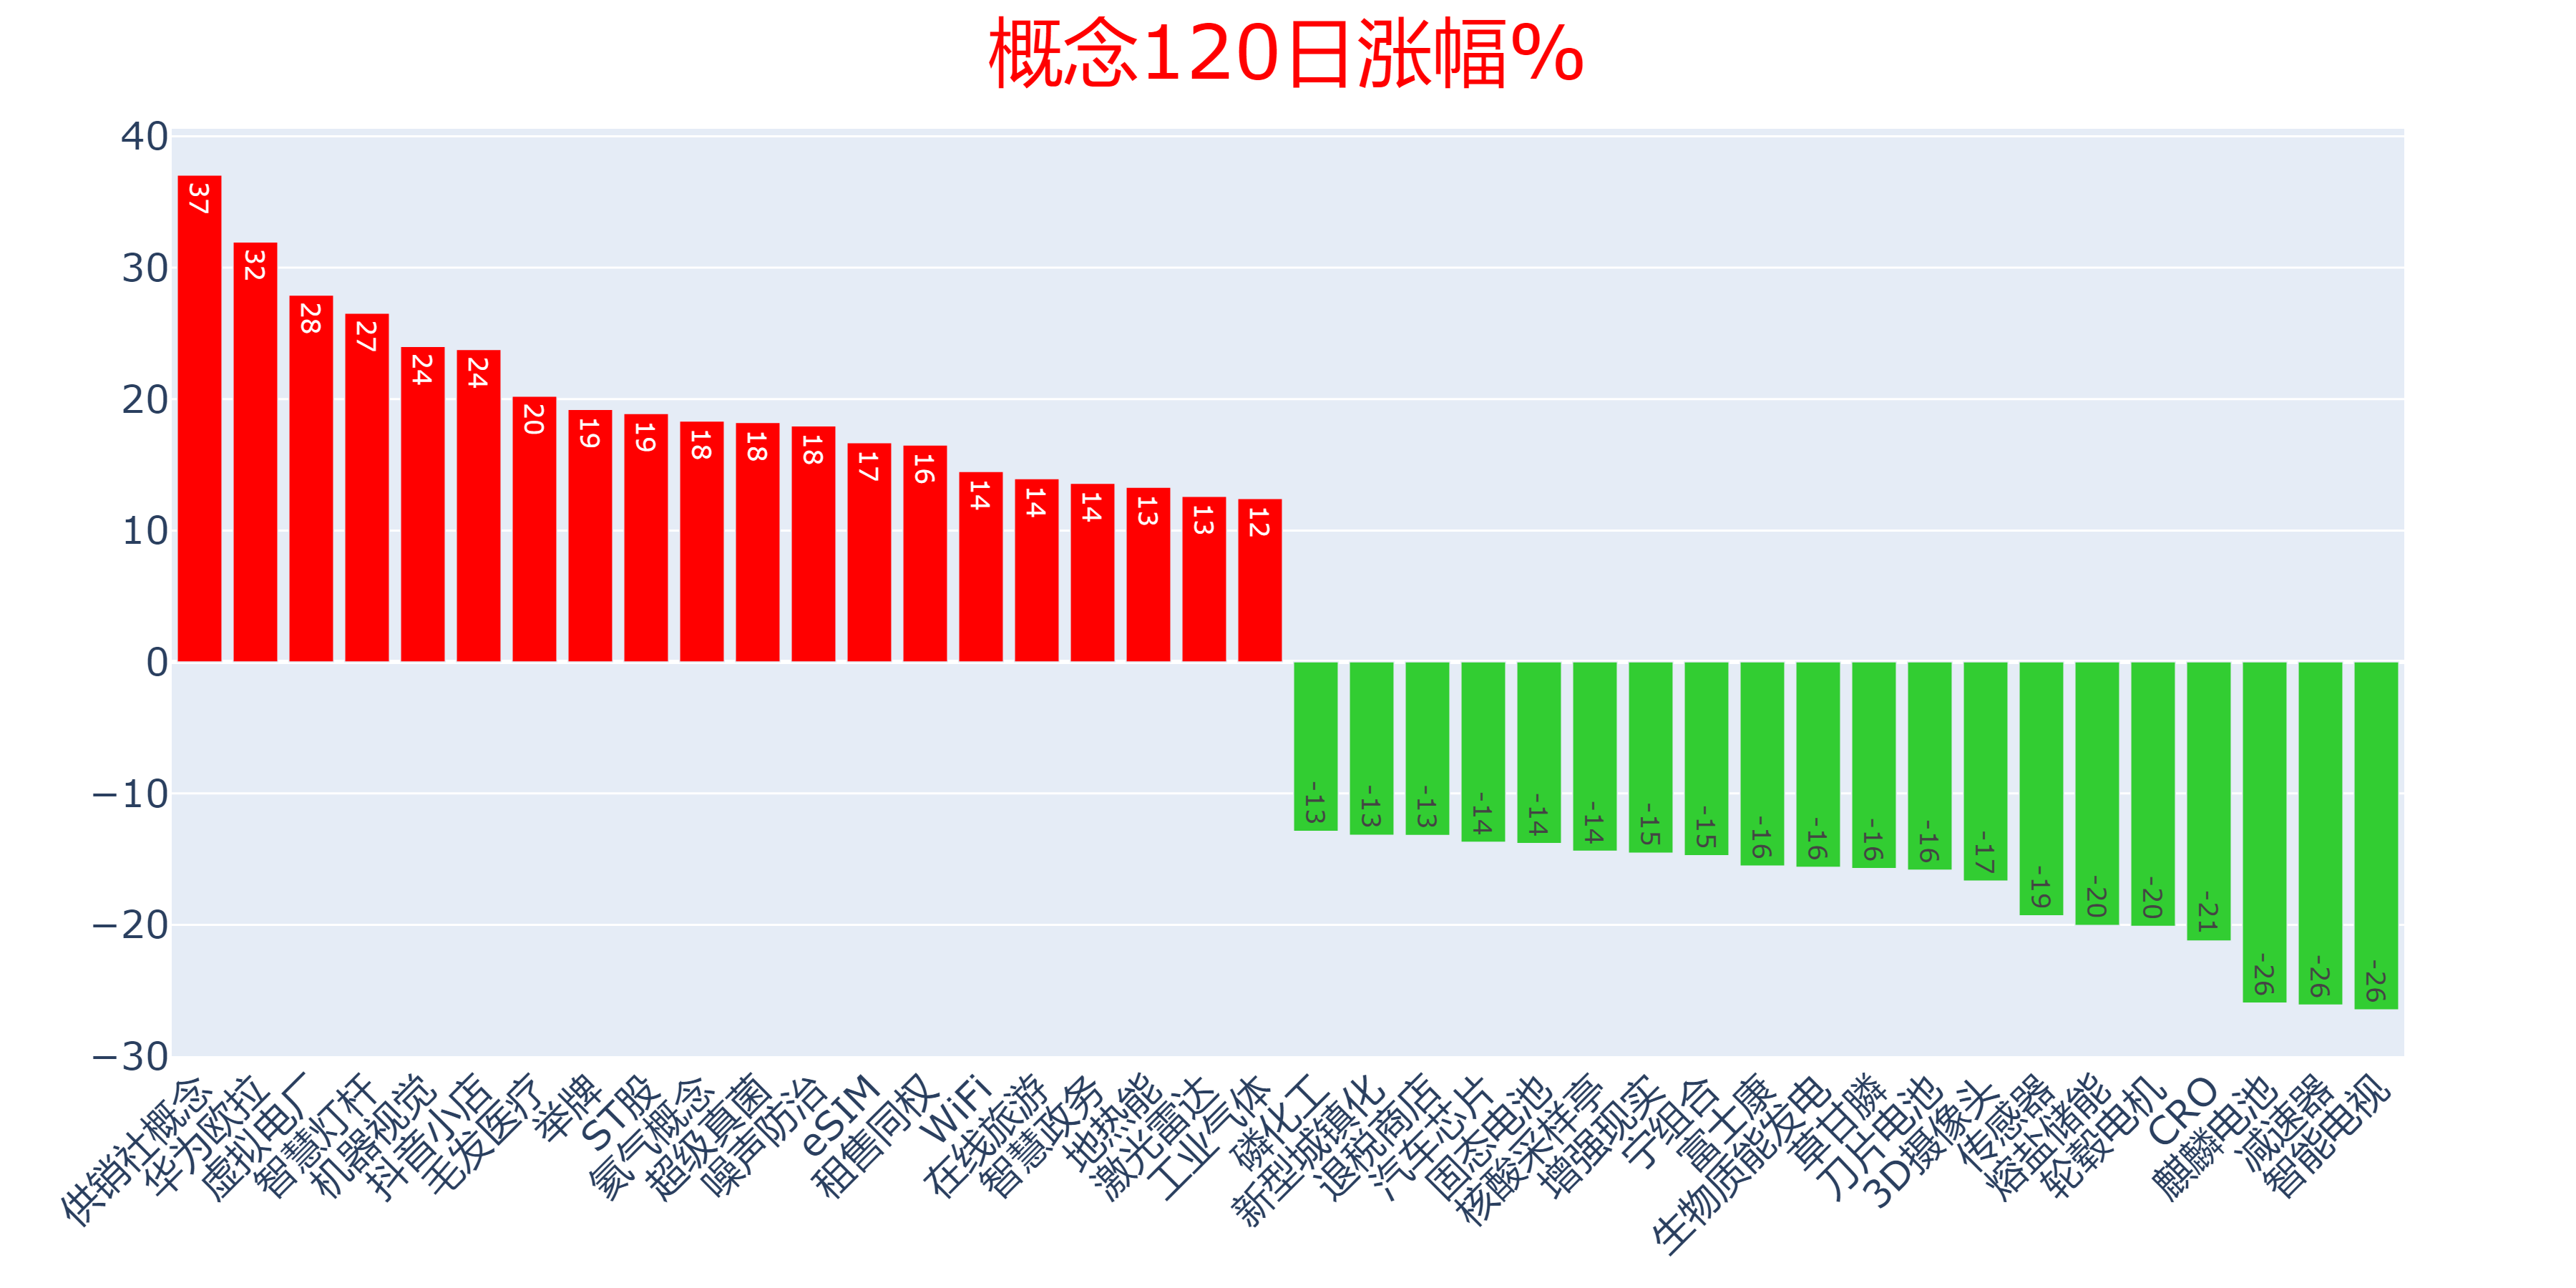 概念120日涨幅%
40
30
20
10
0
−10
−20
−30
37
32
28
27
24
24
20
19
19
18
18
18
17
16
14
14
14
13
13
12
-13
-13
-13
-14
-14
-14
-15
-15
-16
-16
-16
-16
-17
-19
-20
-20
-21
-26
-26
-26
供销社概念
华为欧拉
虚拟电厂
智慧灯杆
机器视觉
抖音小店
毛发医疗
举牌
ST股
氦气概念
超级真菌
噪声防治
eSIM
租售同权
WiFi
在线旅游
智慧政务
地热能
激光雷达
工业气体
磷化工
新型城镇化
退税商店
汽车芯片
固态电池
核酸采样亭
增强现实
宁组合
富士康
生物质能发电
草甘膦
刀片电池
3D摄像头
传感器
熔盐储能
轮毂电机
CRO
麒麟电池
减速器
智能电视